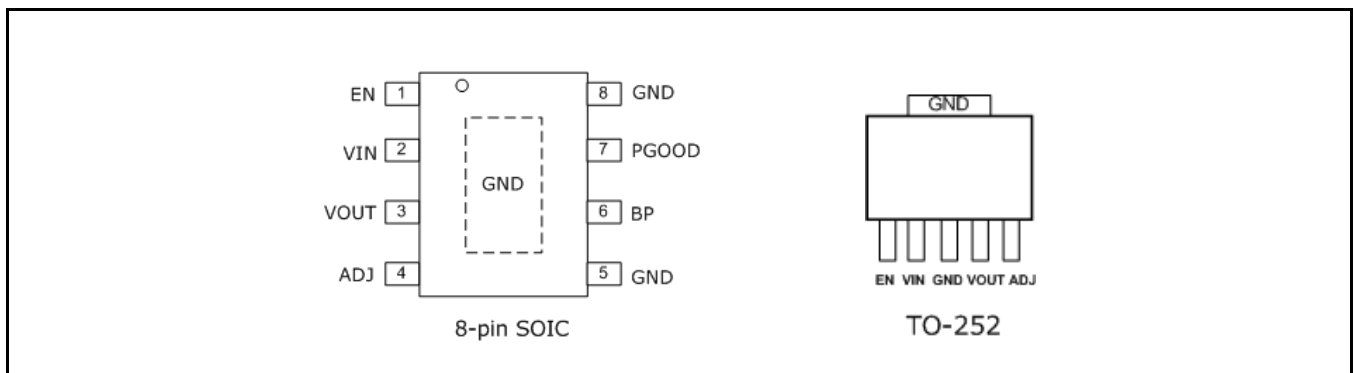 EN 1
8 GND
VIN 2
7 PGOOD
GND
VOUT 3
6 BP
ADJ 4
5 GND
8-pin SOIC
GND
EN VIN GND VOUT ADJ
TO-252